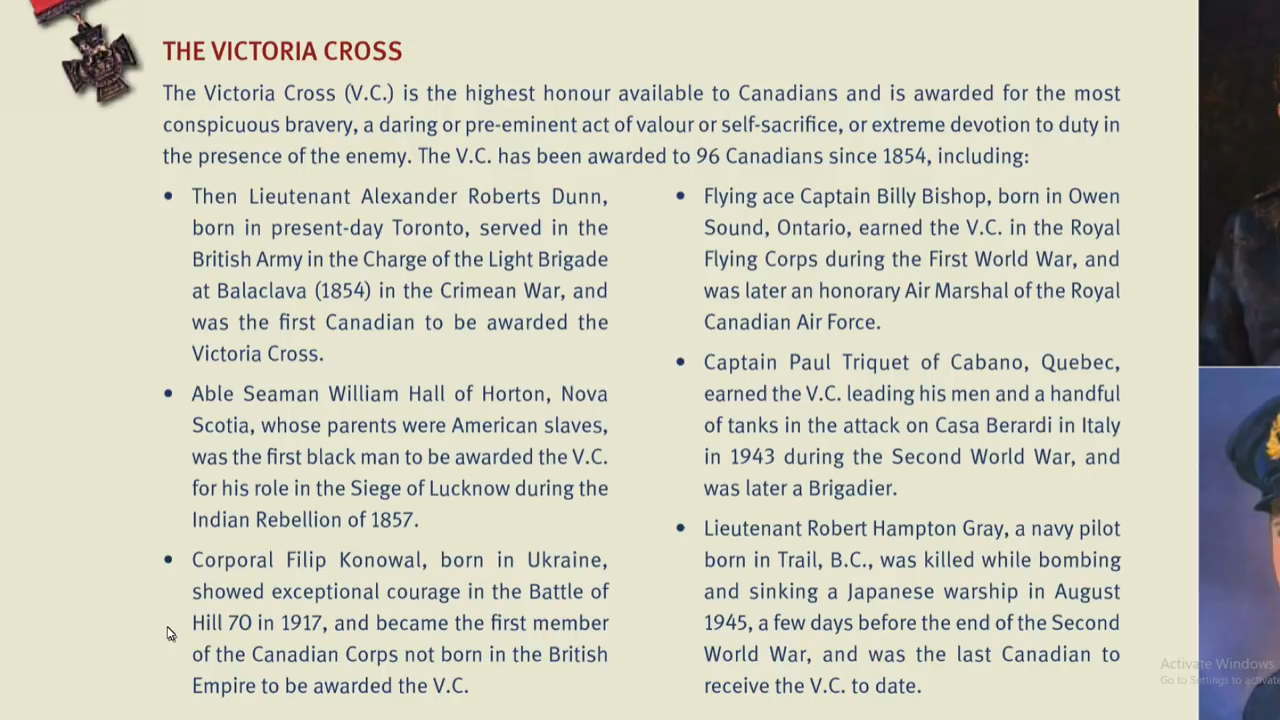 THE VICTORIA CROSS
The Victoria Cross (V.C.) is the highest honour available to Canadians and is awarded for the most
conspicuous bravery, a daring or pre-eminent act of valour or self-sacrifice, or extreme devotion to duty in
the presence of the enemy. The V.C. has been awarded to 96 Canadians since 1854, including:
• Then Lieutenant Alexander Roberts Dunn,
born in present-day Toronto, served in the
British Army in the Charge of the Light Brigade
at Balaclava (1854) in the Crimean War, and
was the first Canadian to be awarded the
Victoria Cross.
• Able Seaman William Hall of Horton, Nova
Scotia, whose parents were American slaves,
was the first black man to be awarded the V.C.
for his role in the Siege of Lucknow during the
Indian Rebellion of 1857.
• Corporal Filip Konowal, born in Ukraine,
showed exceptional courage in the Battle of
Hill 70 in 1917, and became the first member
of the Canadian Corps not born in the British
Empire to be awarded the V.C.
• Flying ace Captain Billy Bishop, born in Owen
Sound, Ontario, earned the V.C. in the Royal
Flying Corps during the First World War, and
was later an honorary Air Marshal of the Royal
Canadian Air Force.
• Captain Paul Triquet of Cabano, Quebec,
earned the V.C. leading his men and a handful
of tanks in the attack on Casa Berardi in Italy
in 1943 during the Second World War, and
was later a Brigadier.
• Lieutenant Robert Hampton Gray, a navy pilot
born in Trail, B.C., was killed while bombing
and sinking a Japanese warship in August
1945, a few days before the end of the Second
World War, and was the last Canadian to
receive the V.C. to date.
Activate Windows
Go to Settings to activate